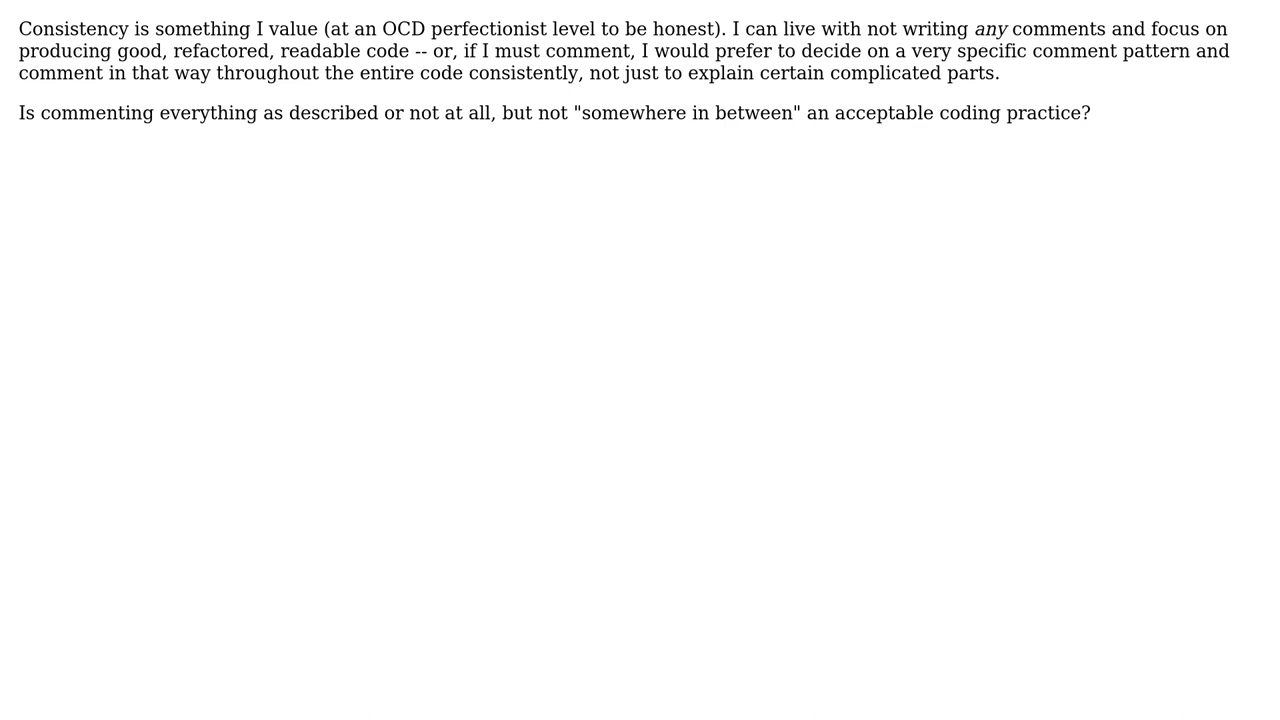 Consistency is something I value (at an OCD perfectionist level to be honest). I can live with not writing any comments and focus on
producing good, refactored, readable code -- or, if I must comment, I would prefer to decide on a very specific comment pattern and
comment in that way throughout the entire code consistently, not just to explain certain complicated parts.
Is commenting everything as described or not at all, but not "somewhere in between" an acceptable coding practice?